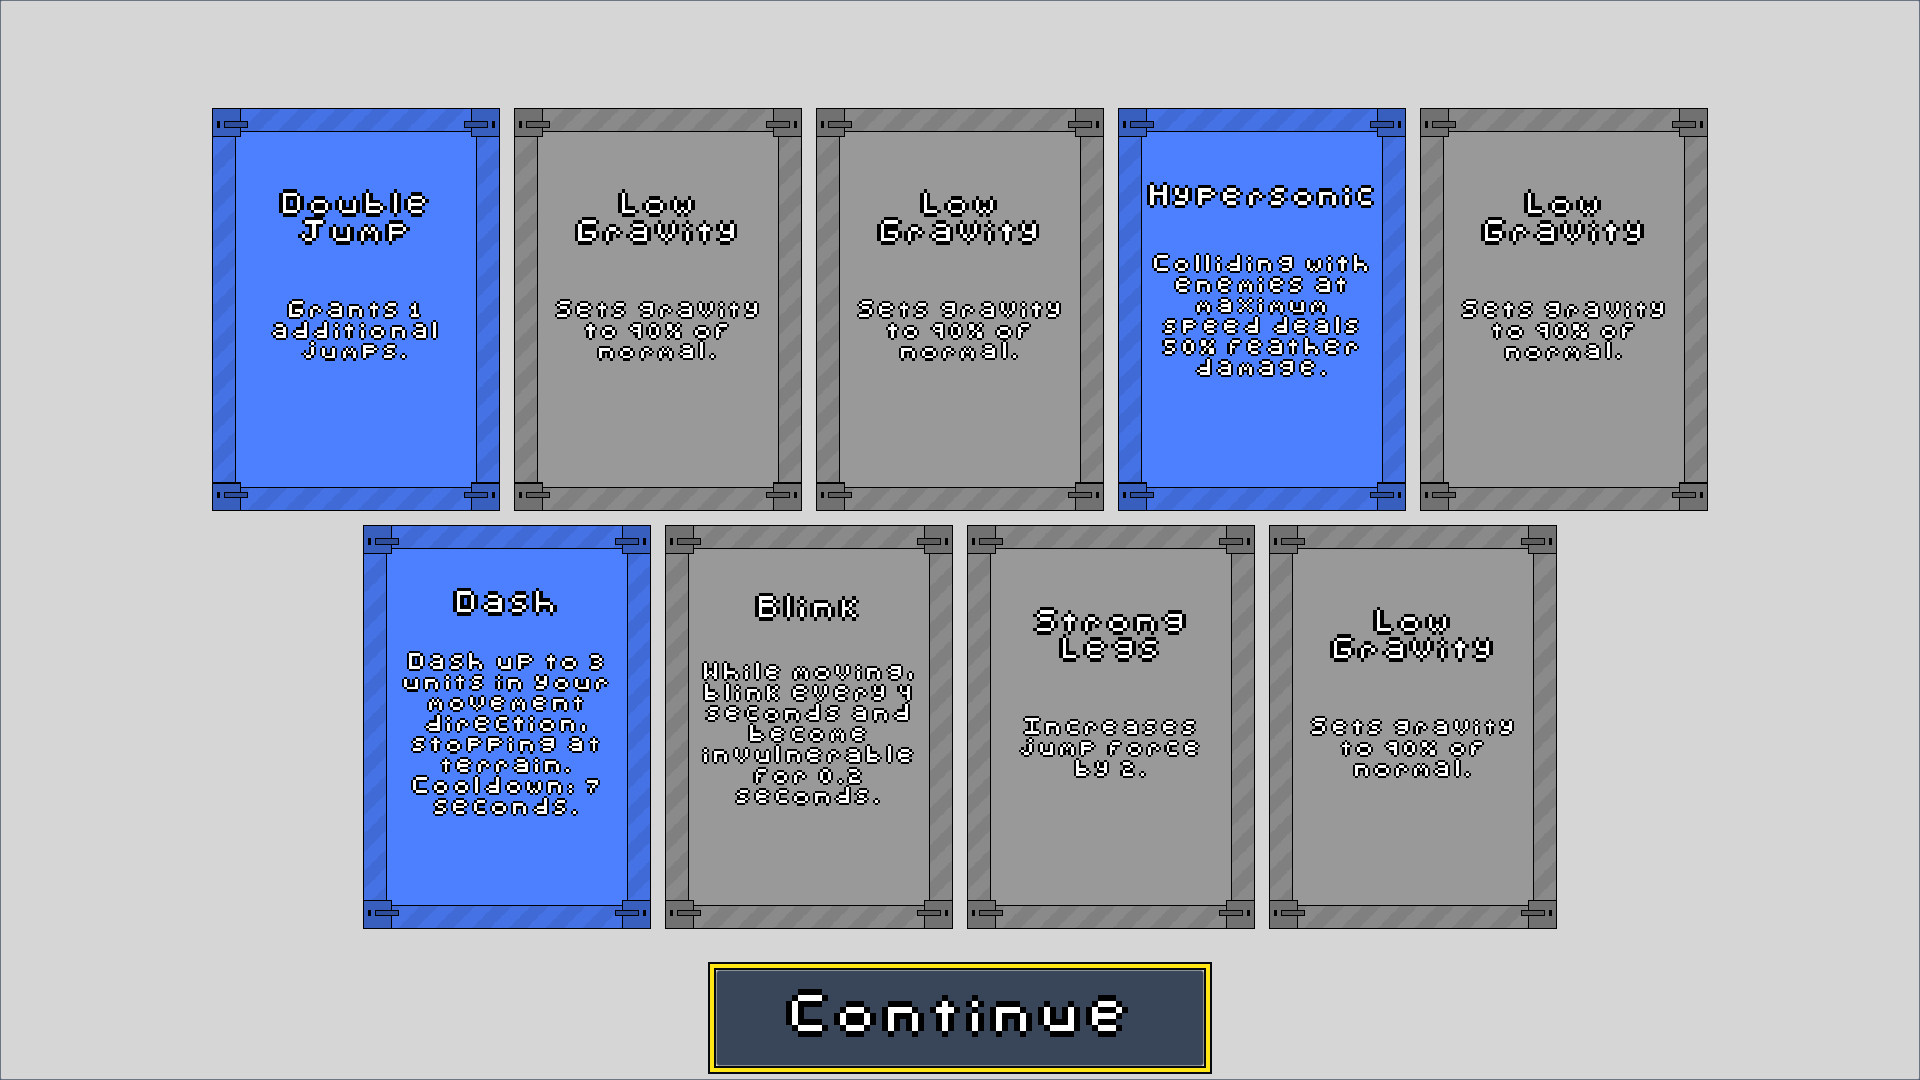 Double
Jump
Grants 1
additional
jumps.
Low
Gravity
Sets gravity
to 90% of
normal.
Low
Gravity
Sets gravity
to 90% of
normal.
Hypersonic
Colliding with
enemies at
maximum
speed deals
50% feather
damage.
Low
Gravity
Sets gravity
to 90% of
normal.
Dash
Dash up to 3
units in your
movement
direction,
stopping at
terrain.
Cooldown: 7
seconds.
Blink
While moving,
blink every 4
seconds and
become
invulnerable
for 0.2
seconds.
Strong
Legs
Increases
jump force
by 2.
Low
Gravity
Sets gravity
to 90% of
normal.
Continue